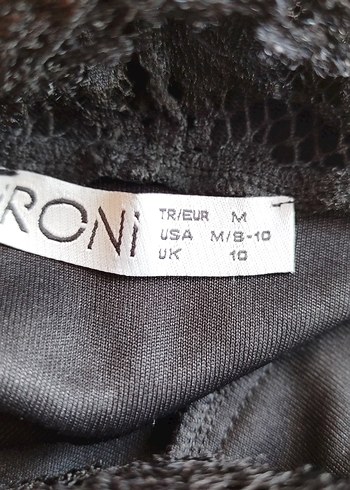 RONi
TR/EUR M
USA M/8-10
UK 10